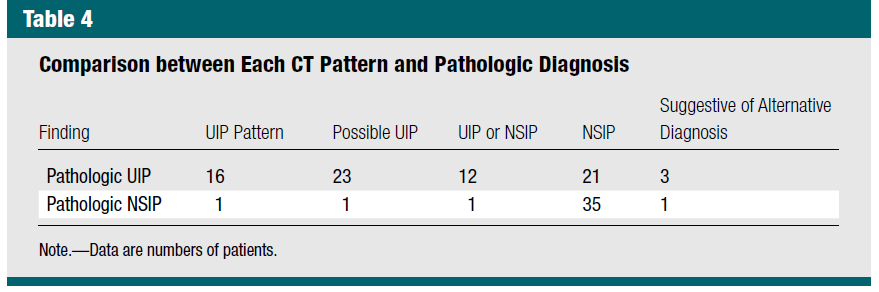 Table 4
Comparison between Each CT Pattern and Pathologic Diagnosis
Suggestive of Alternative
Finding UIP Pattern Possible UIP UIP or NSIP NSIP Diagnosis
Pathologic UIP 16 23 12 21 3
Pathologic NSIP 1 1 1 35 1
Note.—Data are numbers of patients.